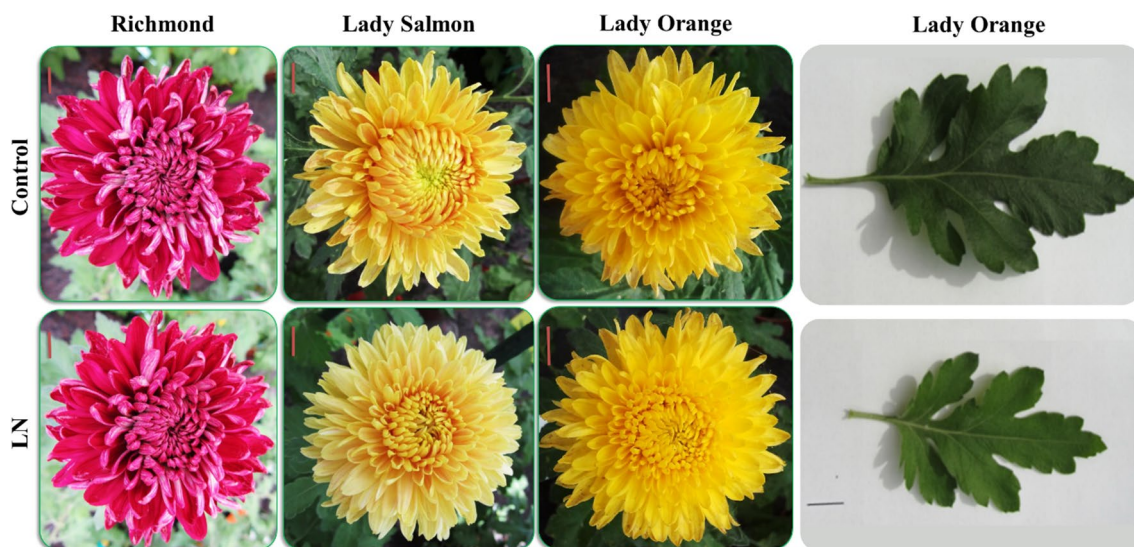 Richmond
Lady Salmon
Lady Orange
Lady Orange
Control
LN